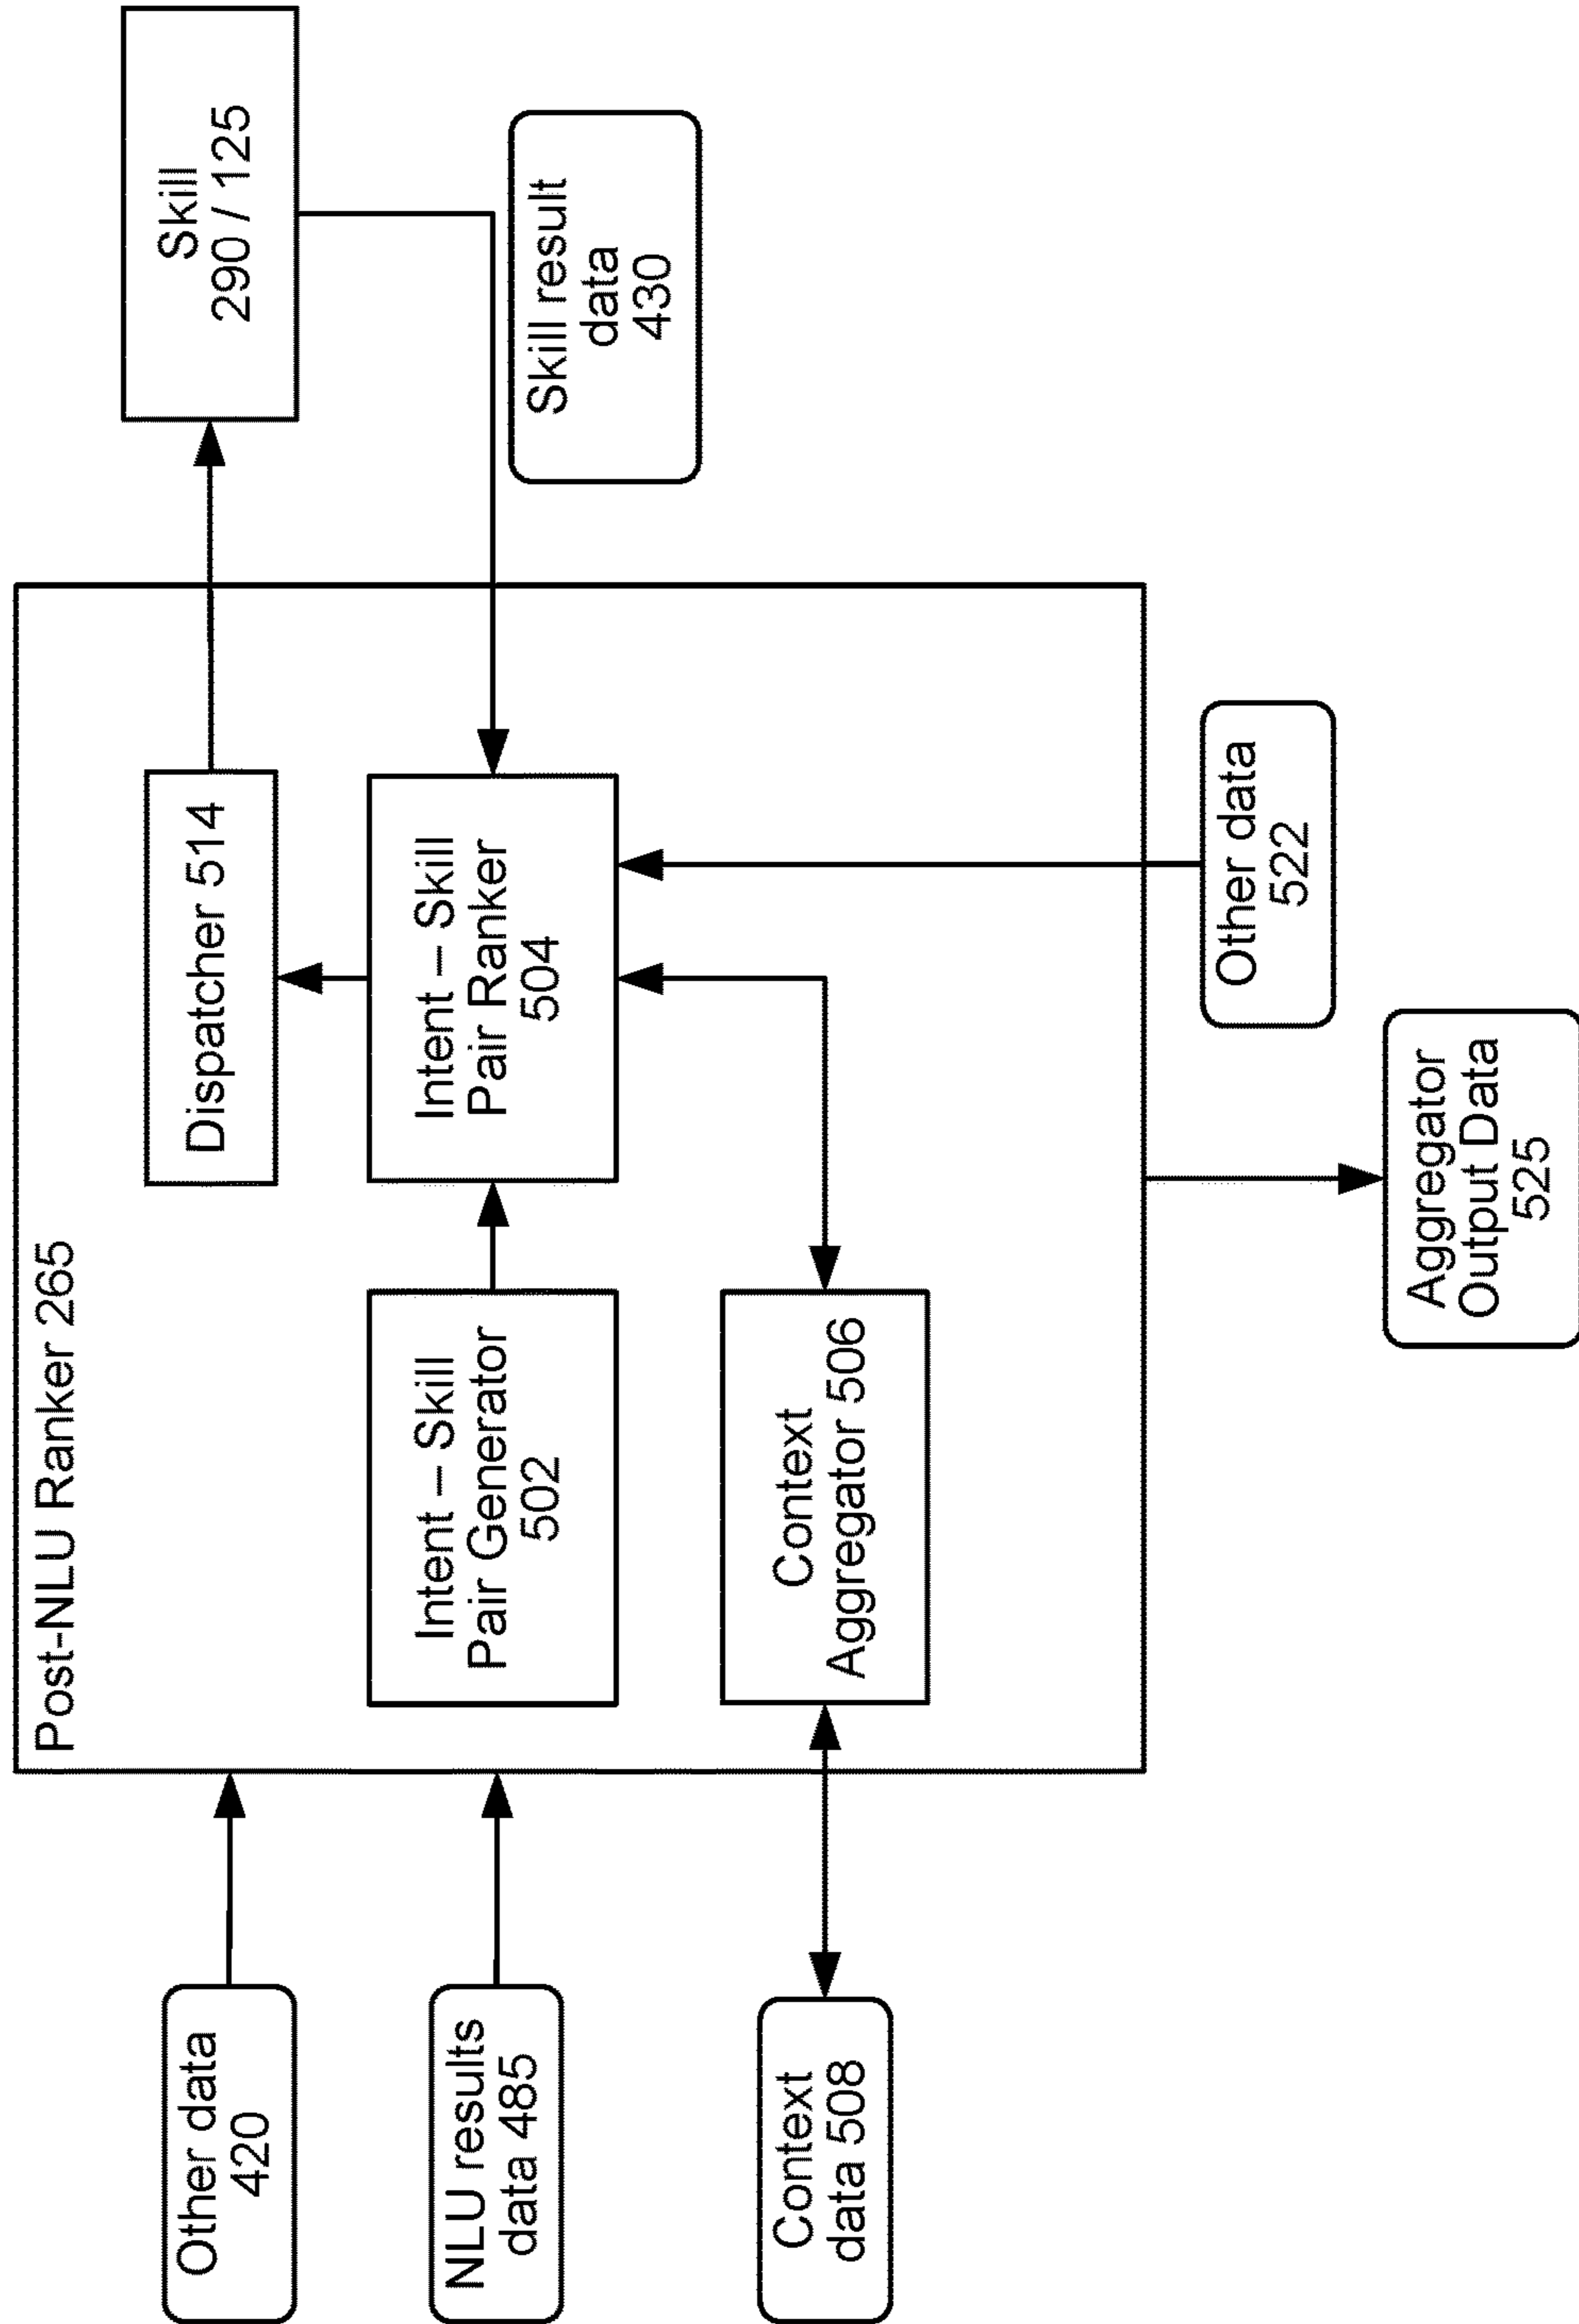 Post-NLU Ranker 265
Other data
420
NLU results
data 485
Context
data 508
Dispatcher 514
Intent – Skill
Pair Generator
502
Intent – Skill
Pair Ranker
504
Context
Aggregator 506
Skill
290 / 125
Skill result
data
430
Other data
522
Aggregator
Output Data
525